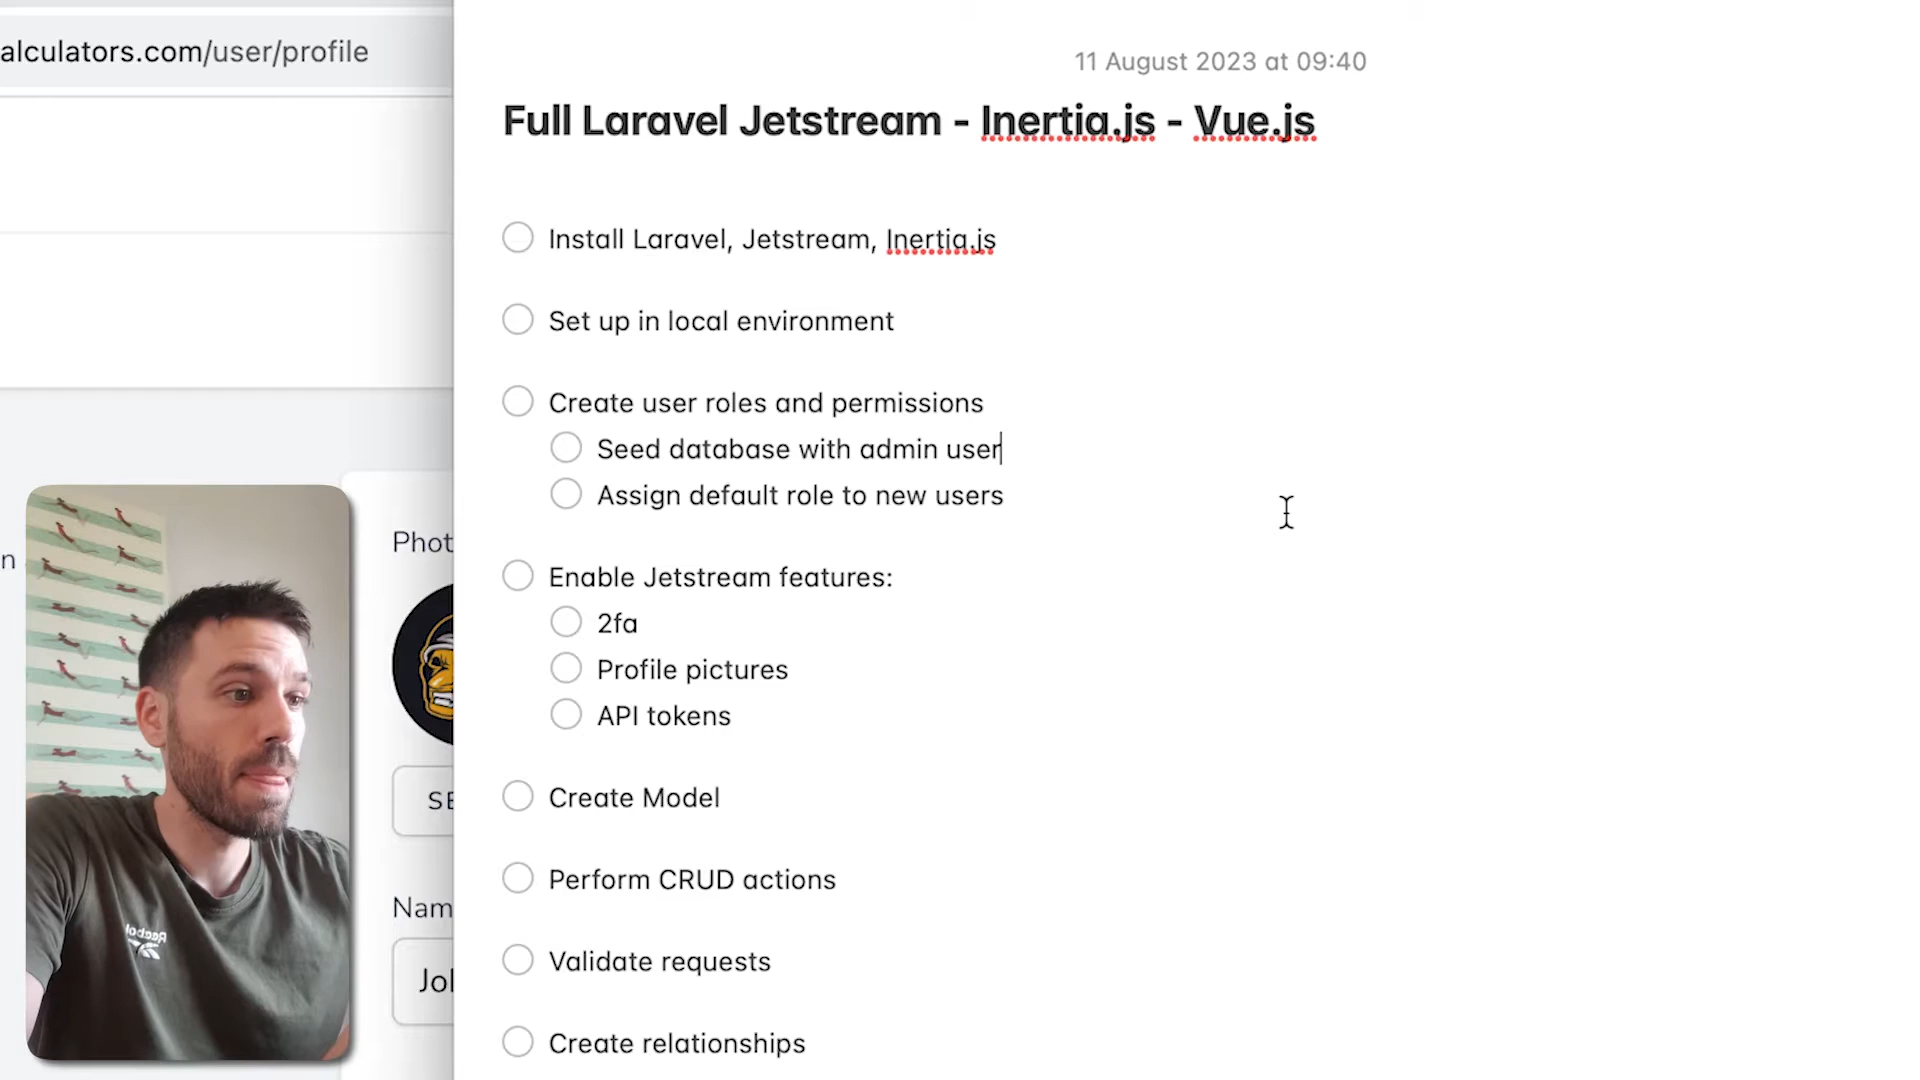 alculators.com/user/profile
11 August 2023 at 09:40
Full Laravel Jetstream - Inertia.js - Vue.js
Install Laravel, Jetstream, Inertia.js
Set up in local environment
Create user roles and permissions
Seed database with admin user
Assign default role to new users
Enable Jetstream features:
2fa
Profile pictures
API tokens
Create Model
Perform CRUD actions
Validate requests
Create relationships
n
Phot
SE
Nam
Joh
Reebok